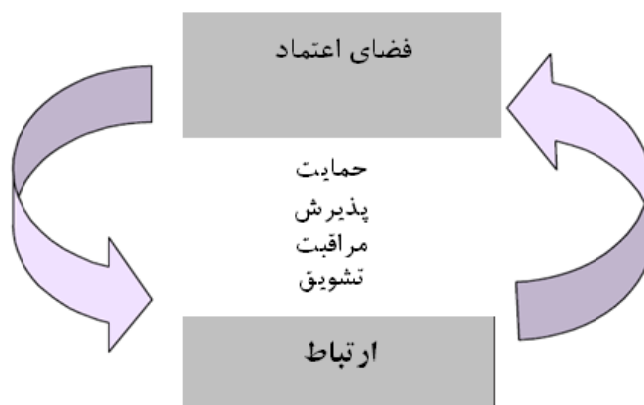 فضای اعتماد
حمایت
پذیرش
مراقبت
تشویق
ارتباط